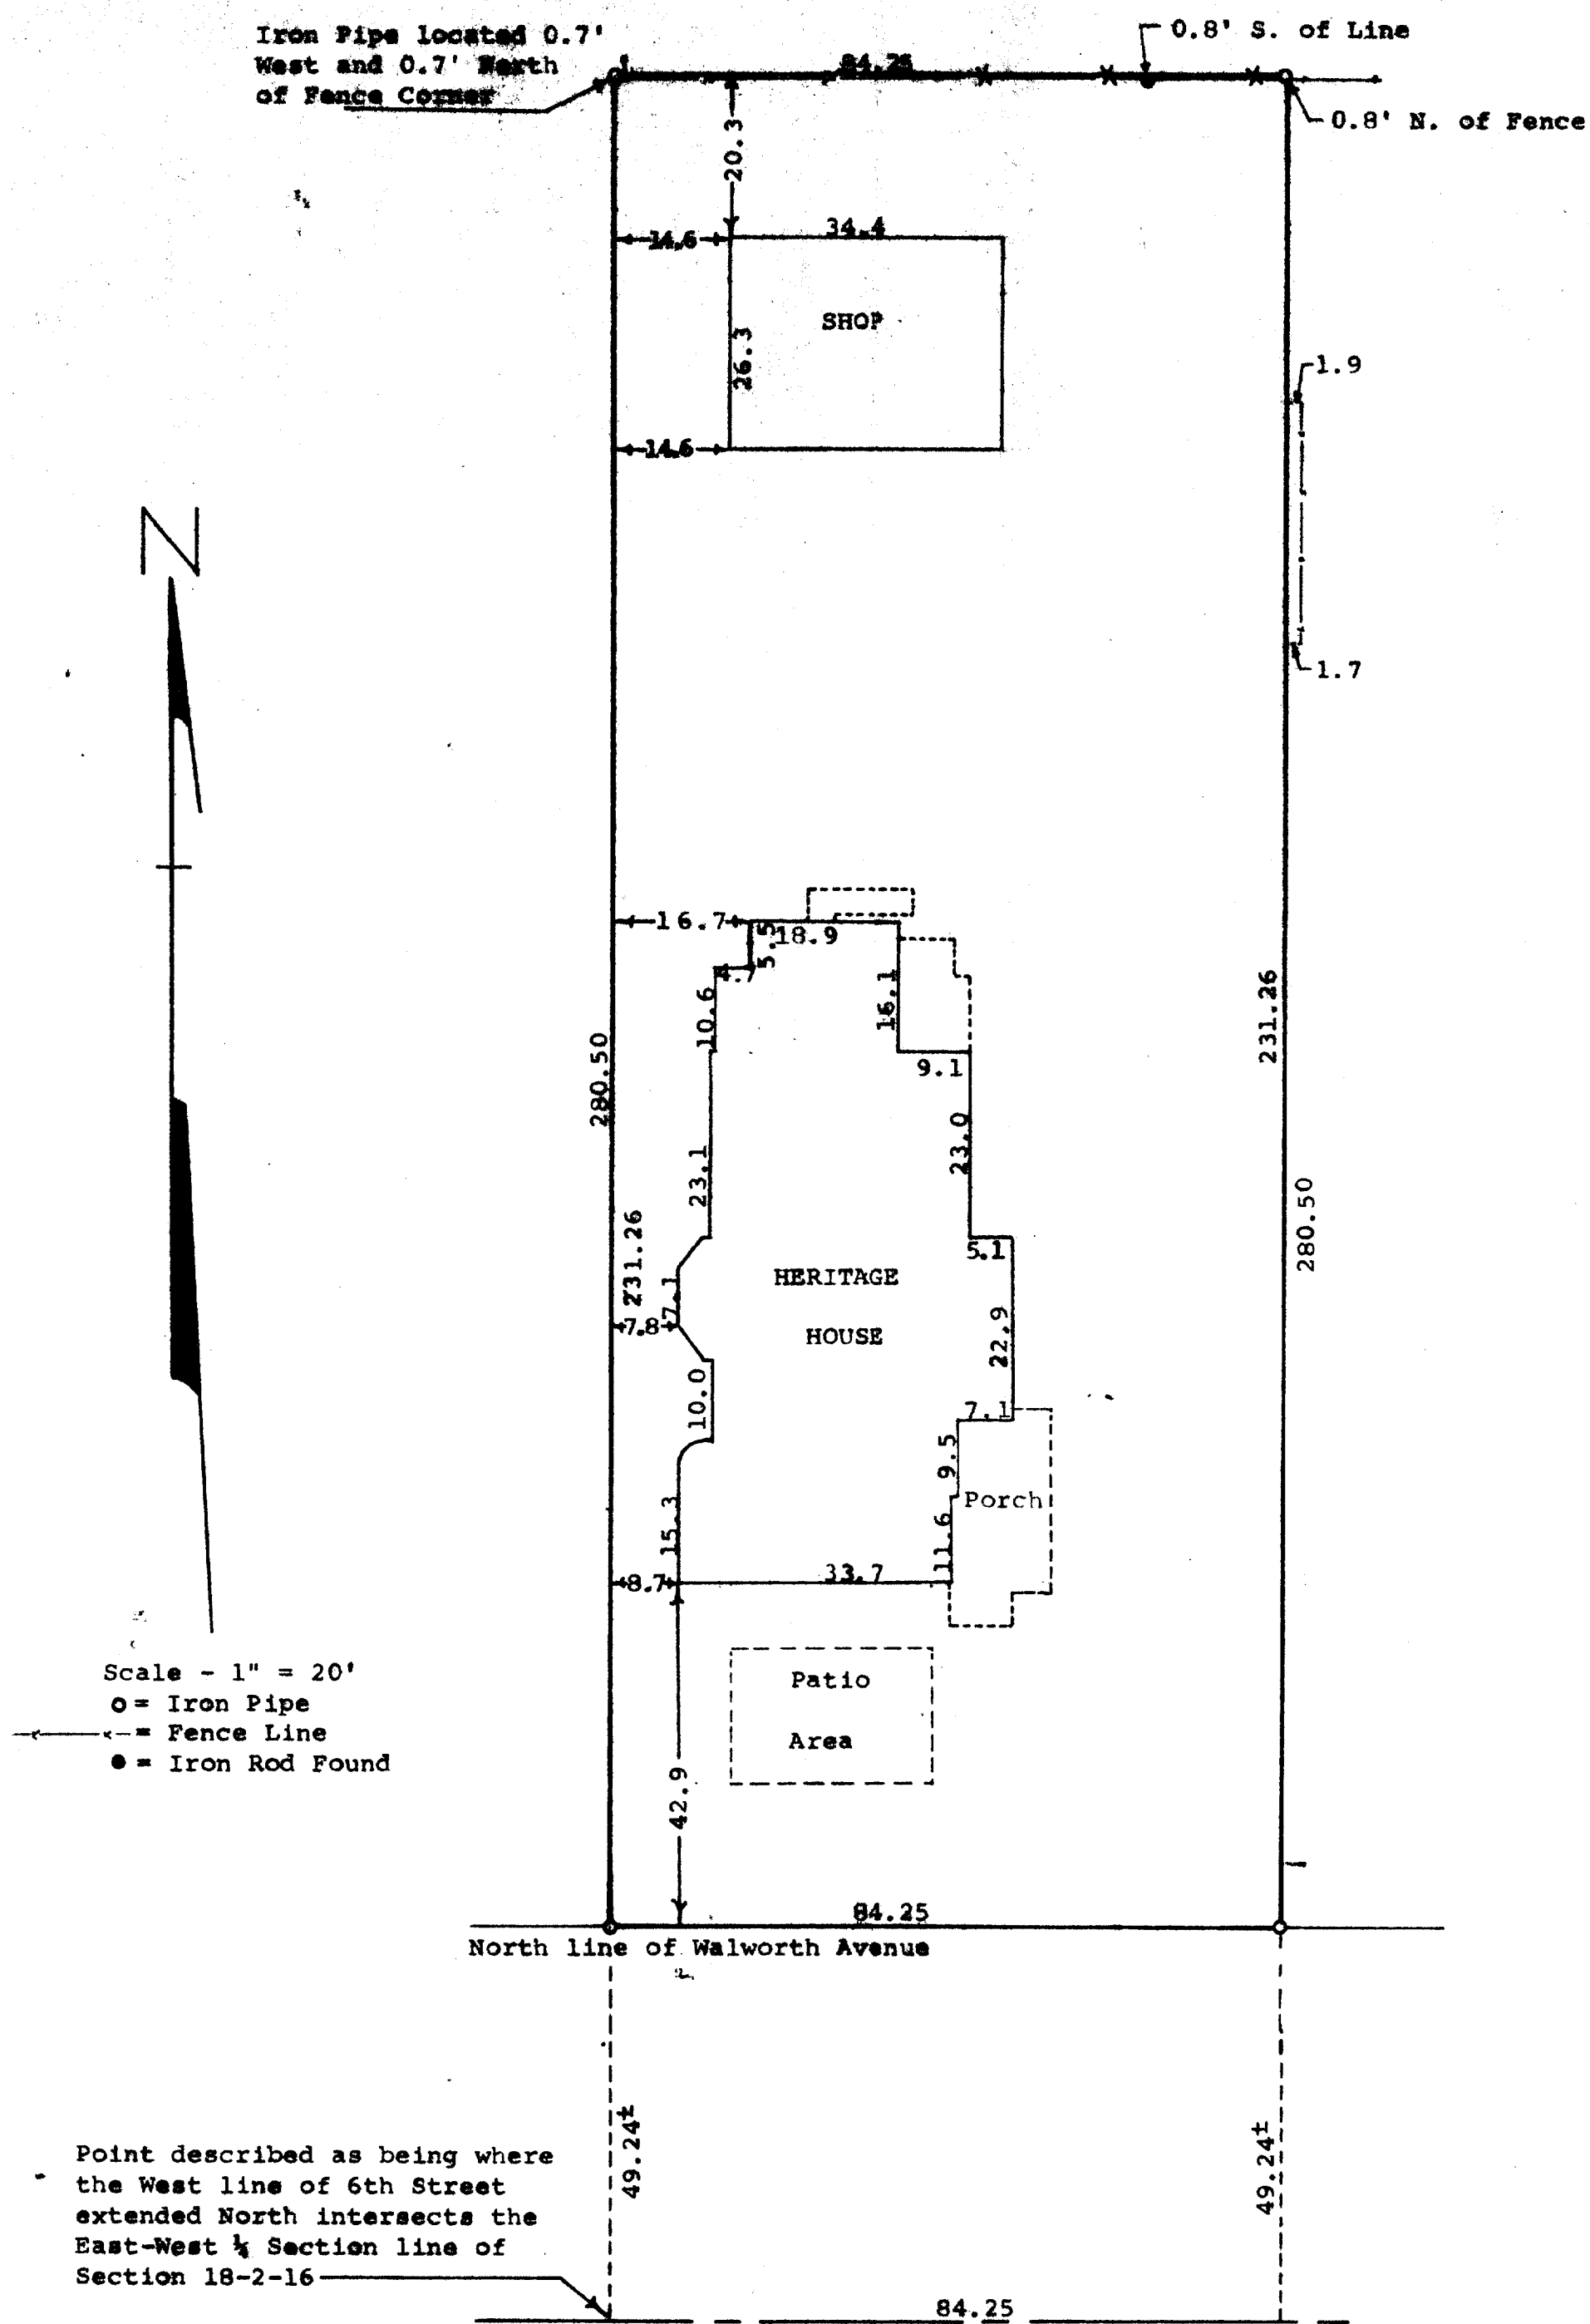 Iron Pipe located 0.7'
West and 0.7' North
of Fence Corner
84.25
0.8' S. of Line
0.8' N. of Fence
20.3
14.6
34.4
SHOP
26.3
14.6
1.9
1.7
N
16.7
5.5
18.9
4.7
10.6
16.1
9.1
280.50
231.26
23.1
23.0
5.1
280.50
231.26
7.1
7.8
HERITAGE
HOUSE
22.9
10.0
7.1
9.5
Porch
15.3
11.6
8.7
33.7
Scale - 1" = 20'
= Iron Pipe
= Fence Line
= Iron Rod Found
Patio
Area
42.9
84.25
North line of Walworth Avenue
49.24±
49.24±
Point described as being where
the West line of 6th Street
extended North intersects the
East-West ¼ Section line of
Section 18-2-16
84.25